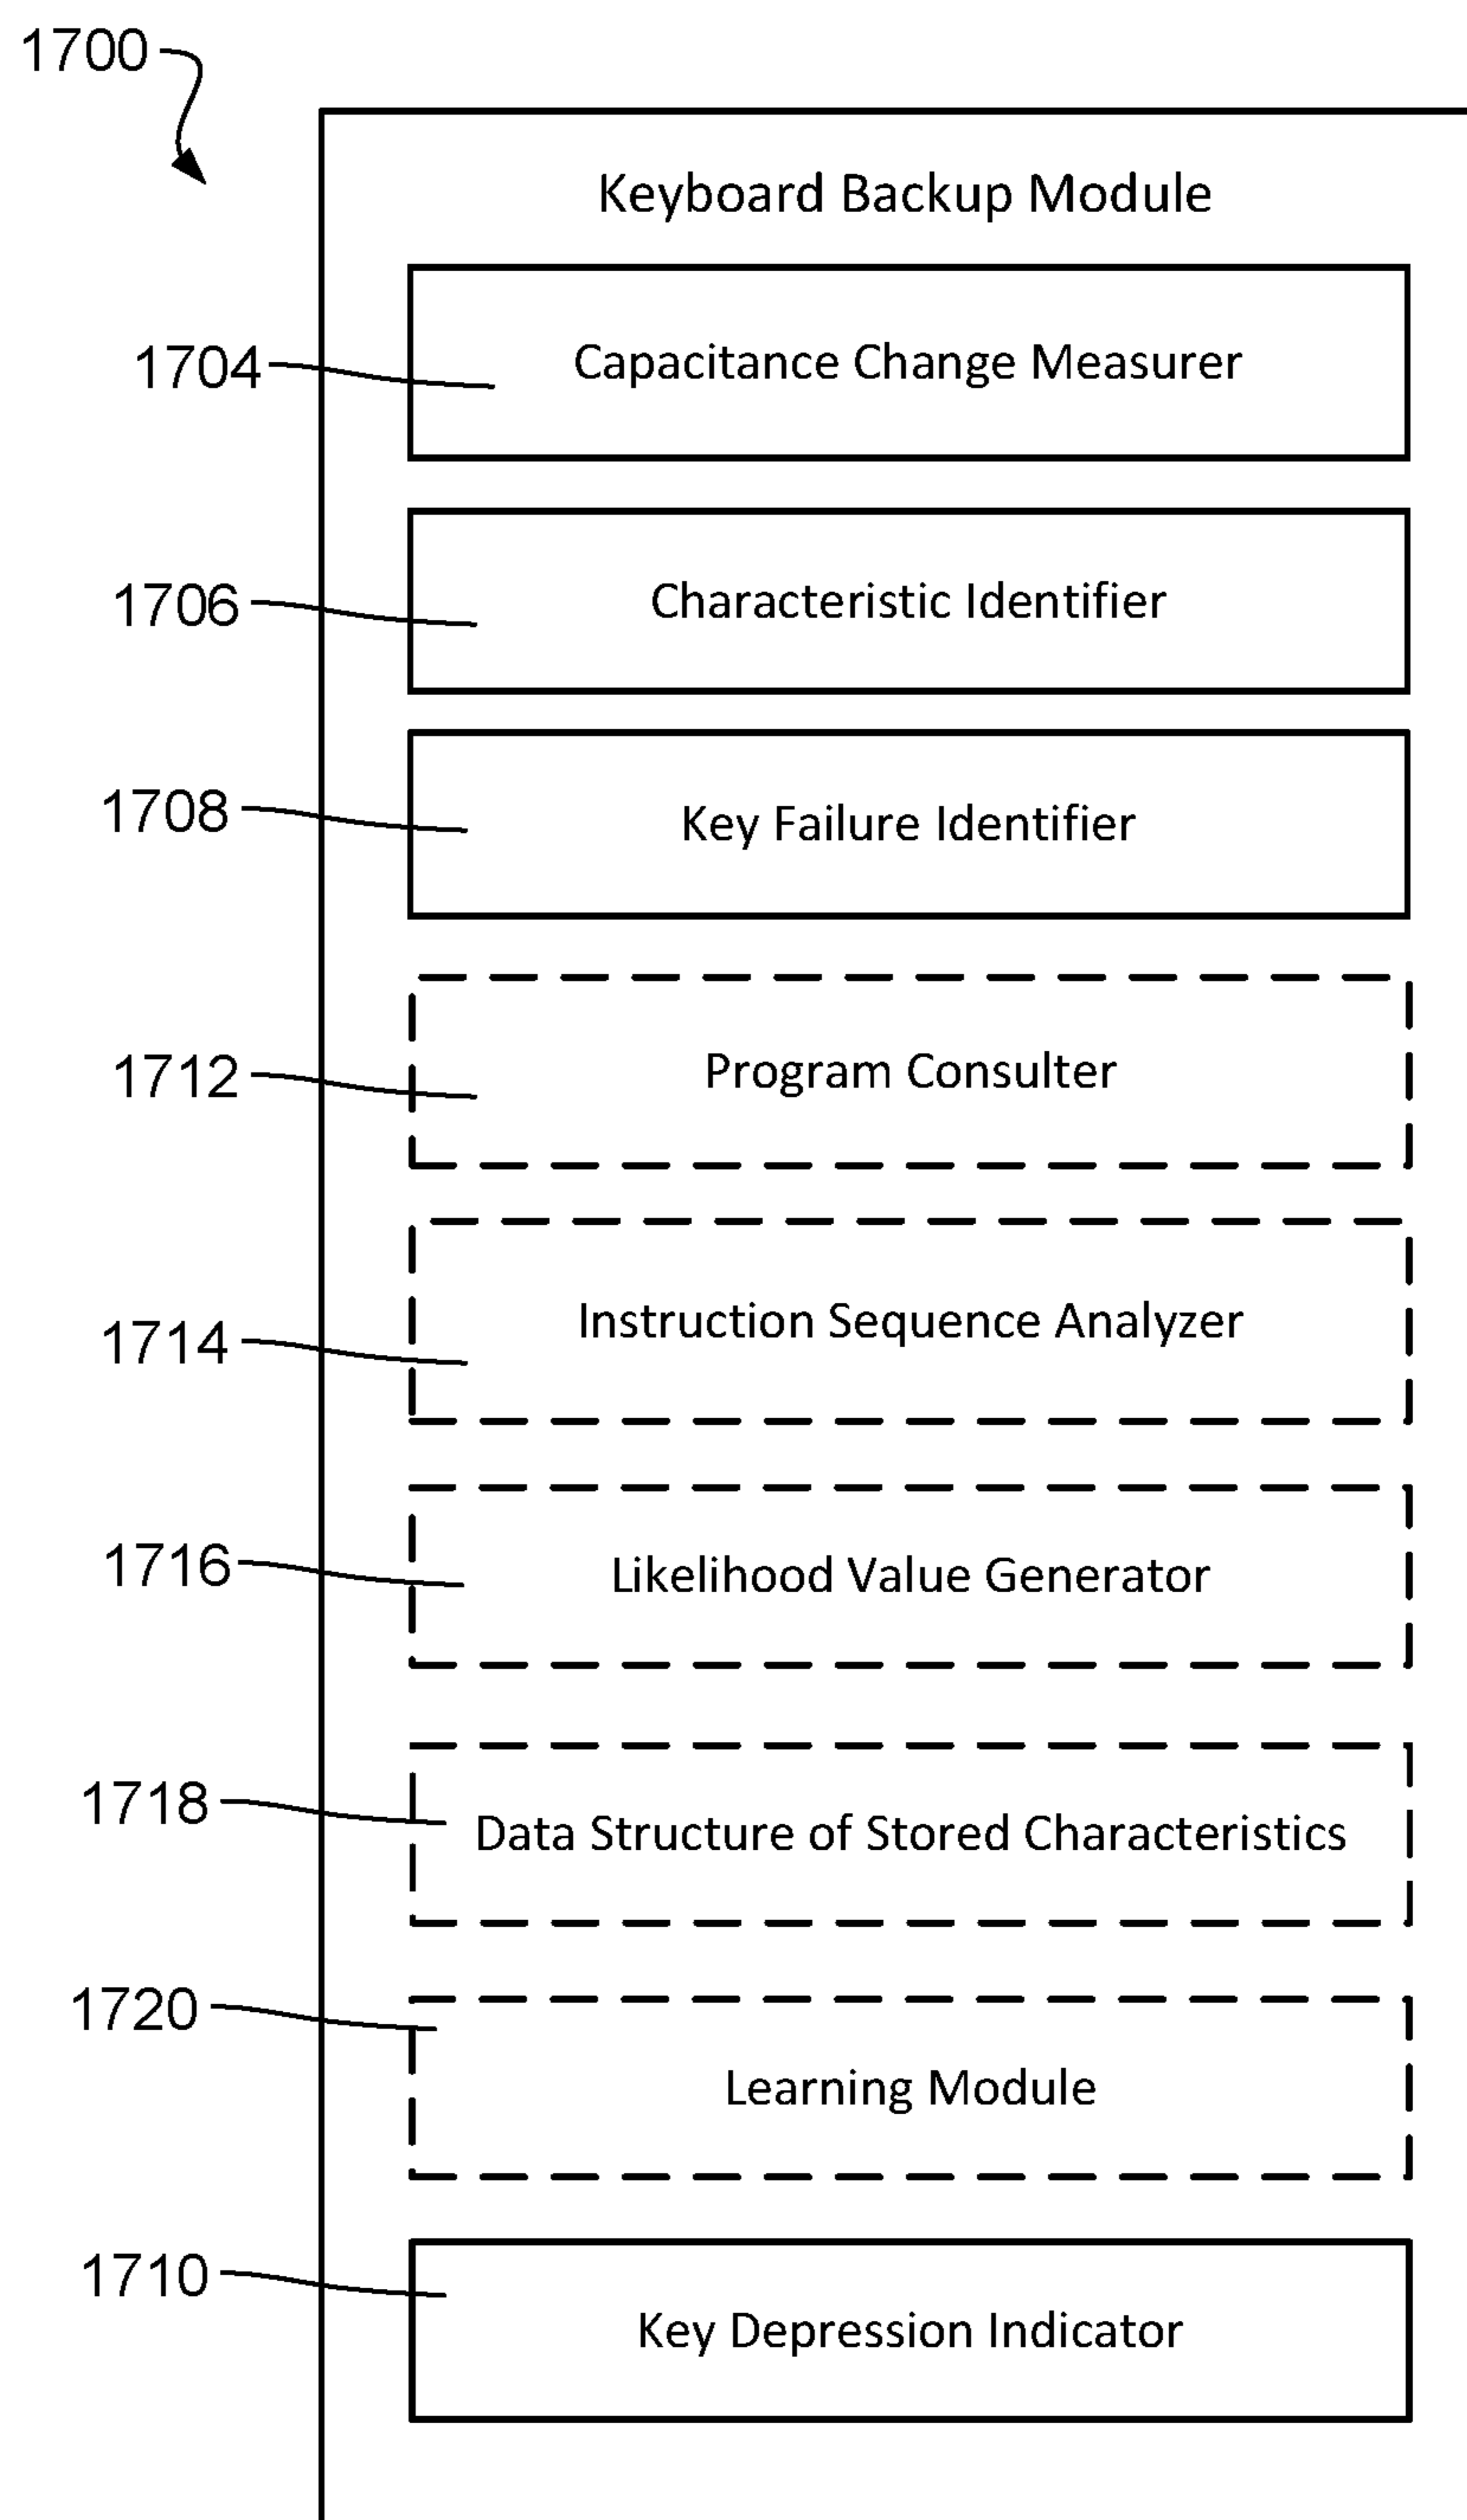 1700
Keyboard Backup Module
1704 Capacitance Change Measurer
1706 Characteristic Identifier
1708 Key Failure Identifier
1712 Program Consulter
1714 Instruction Sequence Analyzer
1716 Likelihood Value Generator
1718 Data Structure of Stored Characteristics
1720 Learning Module
1710 Key Depression Indicator